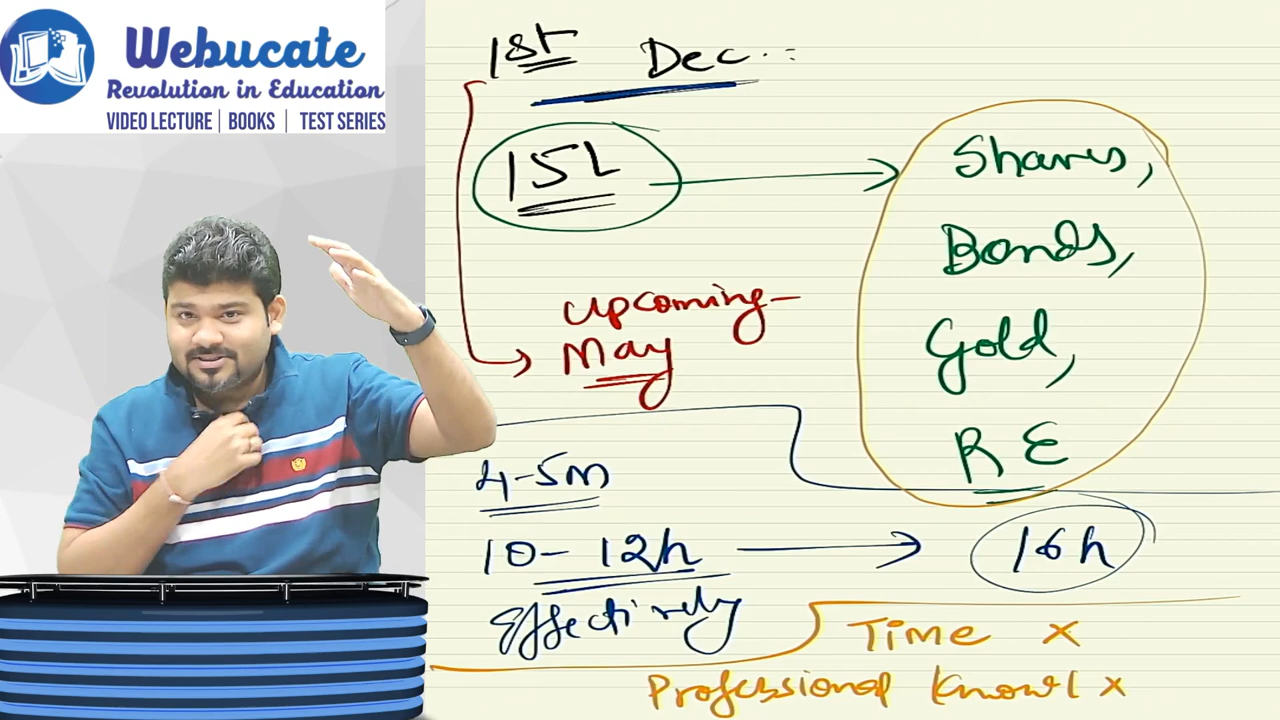 Webucate
Revolution in Education
VIDEO LECTURE | BOOKS | TEST SERIES
1st Dec
15L
Shares,
Bonds,
Gold,
RE
Upcoming
May
4-5m
10-12h
16h
Effectively
Time x
Professional Knowl x